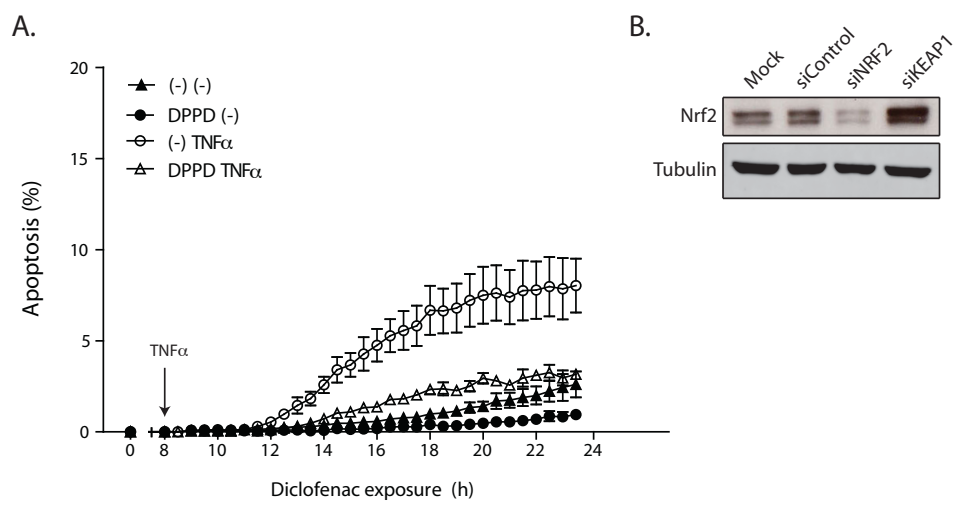 A.
20
15
10
5
0
Apoptosis (%)
(-) (-)
DPPD (-)
(-) TNFα
DPPD TNFα
TNFα
0 8 10 12 14 16 18 20 22 24
Diclofenac exposure (h)
B.
Mock siControl siNRF2 siKEAP1
Nrf2
Tubulin